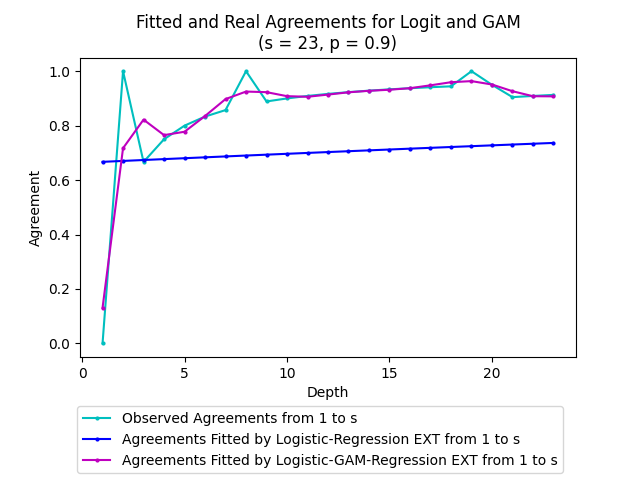 Fitted and Real Agreements for Logit and GAM
(s = 23, p = 0.9)
Agreement
1.0
0.8
0.6
0.4
0.2
0.0
0 5 10 15 20
Depth
Observed Agreements from 1 to s
Agreements Fitted by Logistic-Regression EXT from 1 to s
Agreements Fitted by Logistic-GAM-Regression EXT from 1 to s